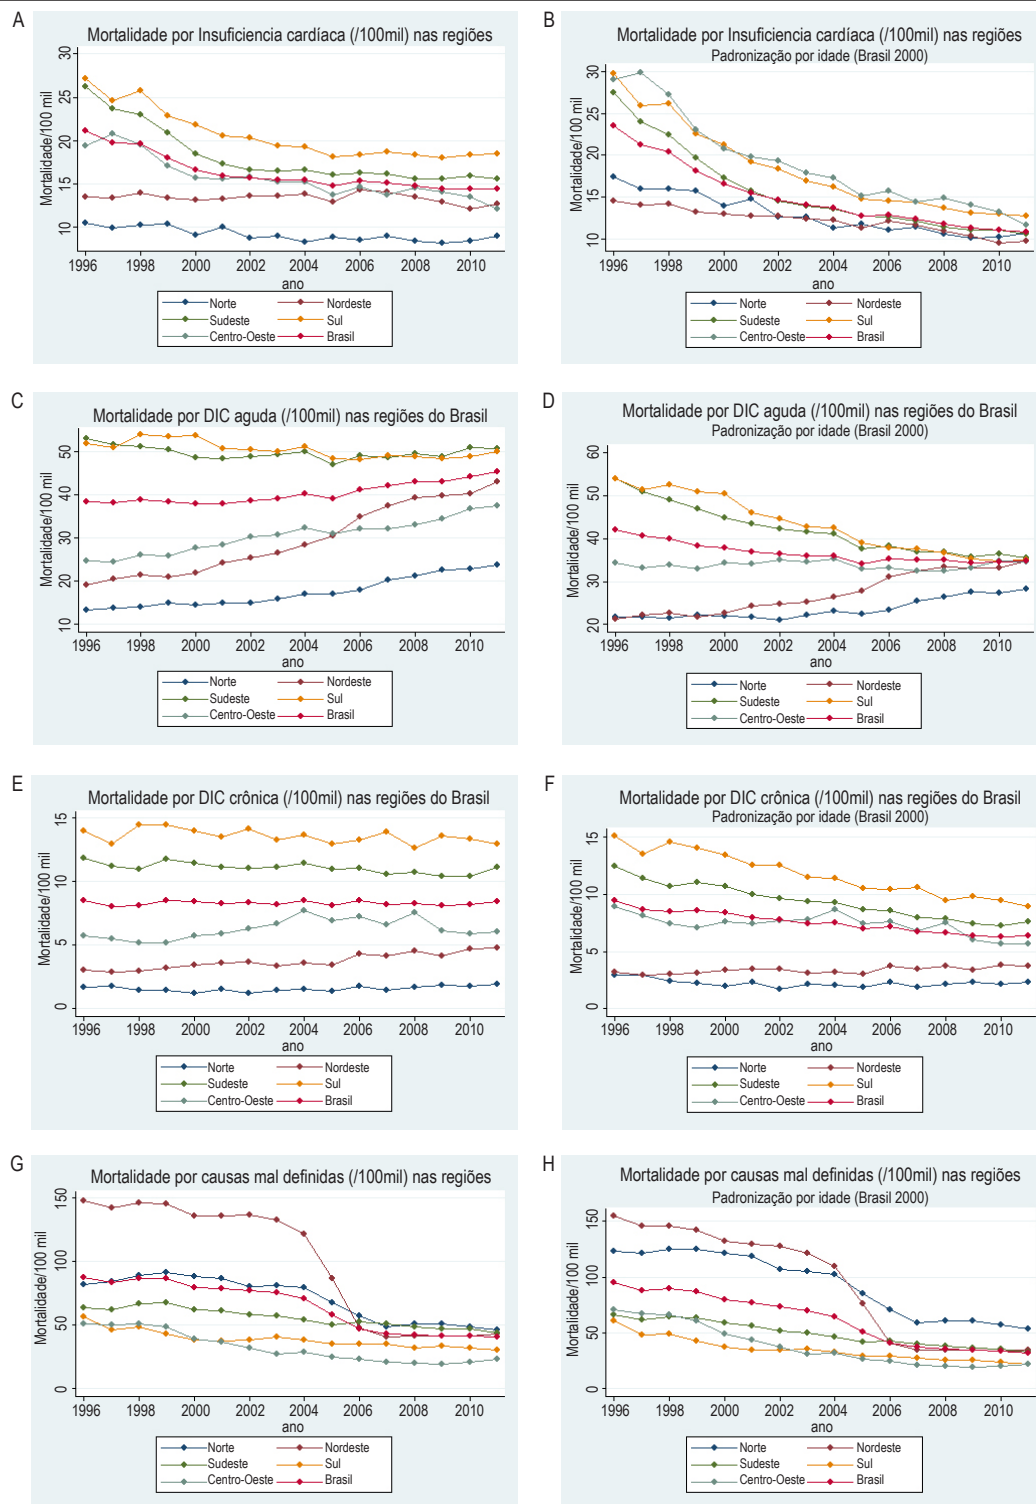 A
Mortalidade por Insuficiencia cardíaca (/100mil) nas regiões
Mortalidade/100 mil
30
25
20
15
10
1996 1998 2000 2002 2004 2006 2008 2010
ano
Norte Nordeste
Sudeste Sul
Centro-Oeste Brasil
B
Mortalidade por Insuficiencia cardíaca (/100mil) nas regiões
Padronização por idade (Brasil 2000)
Mortalidade/100 mil
30
25
20
15
10
1996 1998 2000 2002 2004 2006 2008 2010
ano
Norte Nordeste
Sudeste Sul
Centro-Oeste Brasil
C
Mortalidade por DIC aguda (/100mil) nas regiões do Brasil
Mortalidade/100 mil
50
40
30
20
10
1996 1998 2000 2002 2004 2006 2008 2010
ano
Norte Nordeste
Sudeste Sul
Centro-Oeste Brasil
D
Mortalidade por DIC aguda (/100mil) nas regiões do Brasil
Padronização por idade (Brasil 2000)
Mortalidade/100 mil
60
50
40
30
20
1996 1998 2000 2002 2004 2006 2008 2010
ano
Norte Nordeste
Sudeste Sul
Centro-Oeste Brasil
E
Mortalidade por DIC crônica (/100mil) nas regiões do Brasil
Mortalidade/100 mil
15
10
5
0
1996 1998 2000 2002 2004 2006 2008 2010
ano
Norte Nordeste
Sudeste Sul
Centro-Oeste Brasil
F
Mortalidade por DIC crônica (/100mil) nas regiões do Brasil
Padronização por idade (Brasil 2000)
Mortalidade/100 mil
15
10
5
0
1996 1998 2000 2002 2004 2006 2008 2010
ano
Norte Nordeste
Sudeste Sul
Centro-Oeste Brasil
G
Mortalidade por causas mal definidas (/100mil) nas regiões
Mortalidade/100 mil
150
100
50
0
1996 1998 2000 2002 2004 2006 2008 2010
ano
Norte Nordeste
Sudeste Sul
Centro-Oeste Brasil
H
Mortalidade por causas mal definidas (/100mil) nas regiões
Padronização por idade (Brasil 2000)
Mortalidade/100 mil
150
100
50
0
1996 1998 2000 2002 2004 2006 2008 2010
ano
Norte Nordeste
Sudeste Sul
Centro-Oeste Brasil